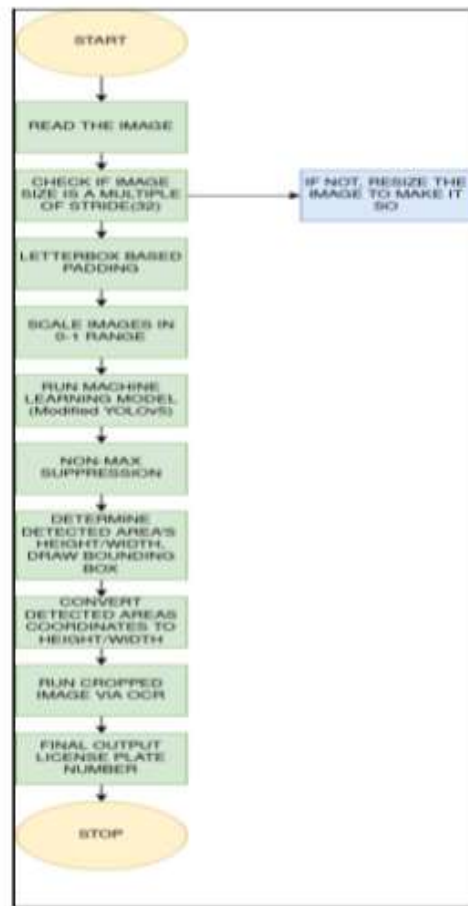 START
READ THE IMAGE
CHECK IF IMAGE
SIZE IS A MULTIPLE
OF STRIDE(32)
IF NOT, RESIZE THE
IMAGE TO MAKE IT
SO
LETTERBOX BASED
PADDING
SCALE IMAGES IN
0-1 RANGE
RUN MACHINE
LEARNING MODEL
(Modified YOLOv5)
NON-MAX
SUPPRESSION
DETERMINE
DETECTED AREA'S
HEIGHT/WIDTH,
DRAW BOUNDING
BOX
CONVERT
DETECTED AREAS
COORDINATES TO
HEIGHT/WIDTH
RUN CROPPED
IMAGE VIA OCR
FINAL OUTPUT
LICENSE PLATE
NUMBER
STOP